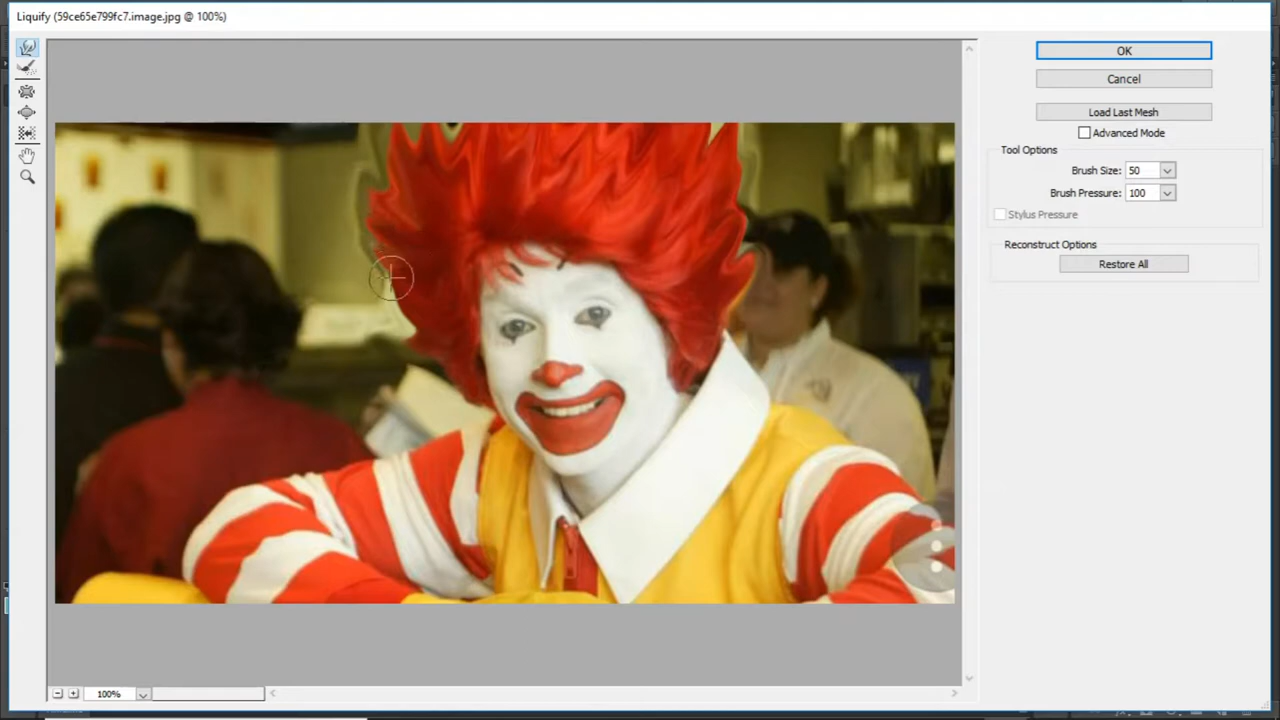 Liquify (59ce65e799fc7.image.jpg @ 100%)
OK
Cancel
Load Last Mesh
Advanced Mode
Tool Options
Brush Size: 50
Brush Pressure: 100
Stylus Pressure
Reconstruct Options
Restore All
100%